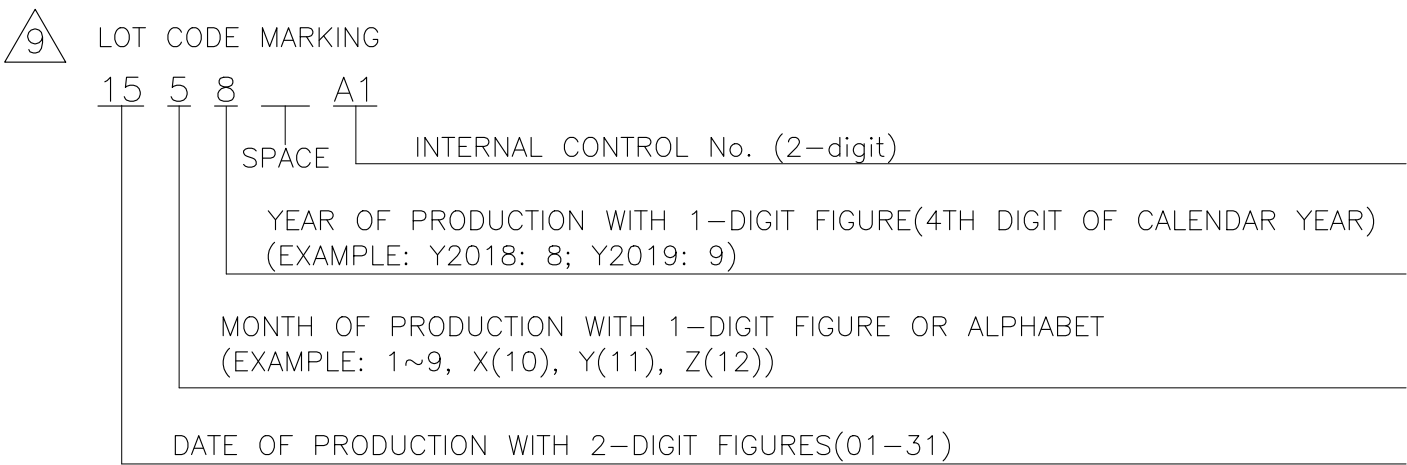 9 LOT CODE MARKING
15 5 8 A1
SPACE INTERNAL CONTROL No. (2-digit)
YEAR OF PRODUCTION WITH 1-DIGIT FIGURE(4TH DIGIT OF CALENDAR YEAR)
(EXAMPLE: Y2018: 8; Y2019: 9)
MONTH OF PRODUCTION WITH 1-DIGIT FIGURE OR ALPHABET
(EXAMPLE: 1~9, X(10), Y(11), Z(12))
DATE OF PRODUCTION WITH 2-DIGIT FIGURES(01-31)